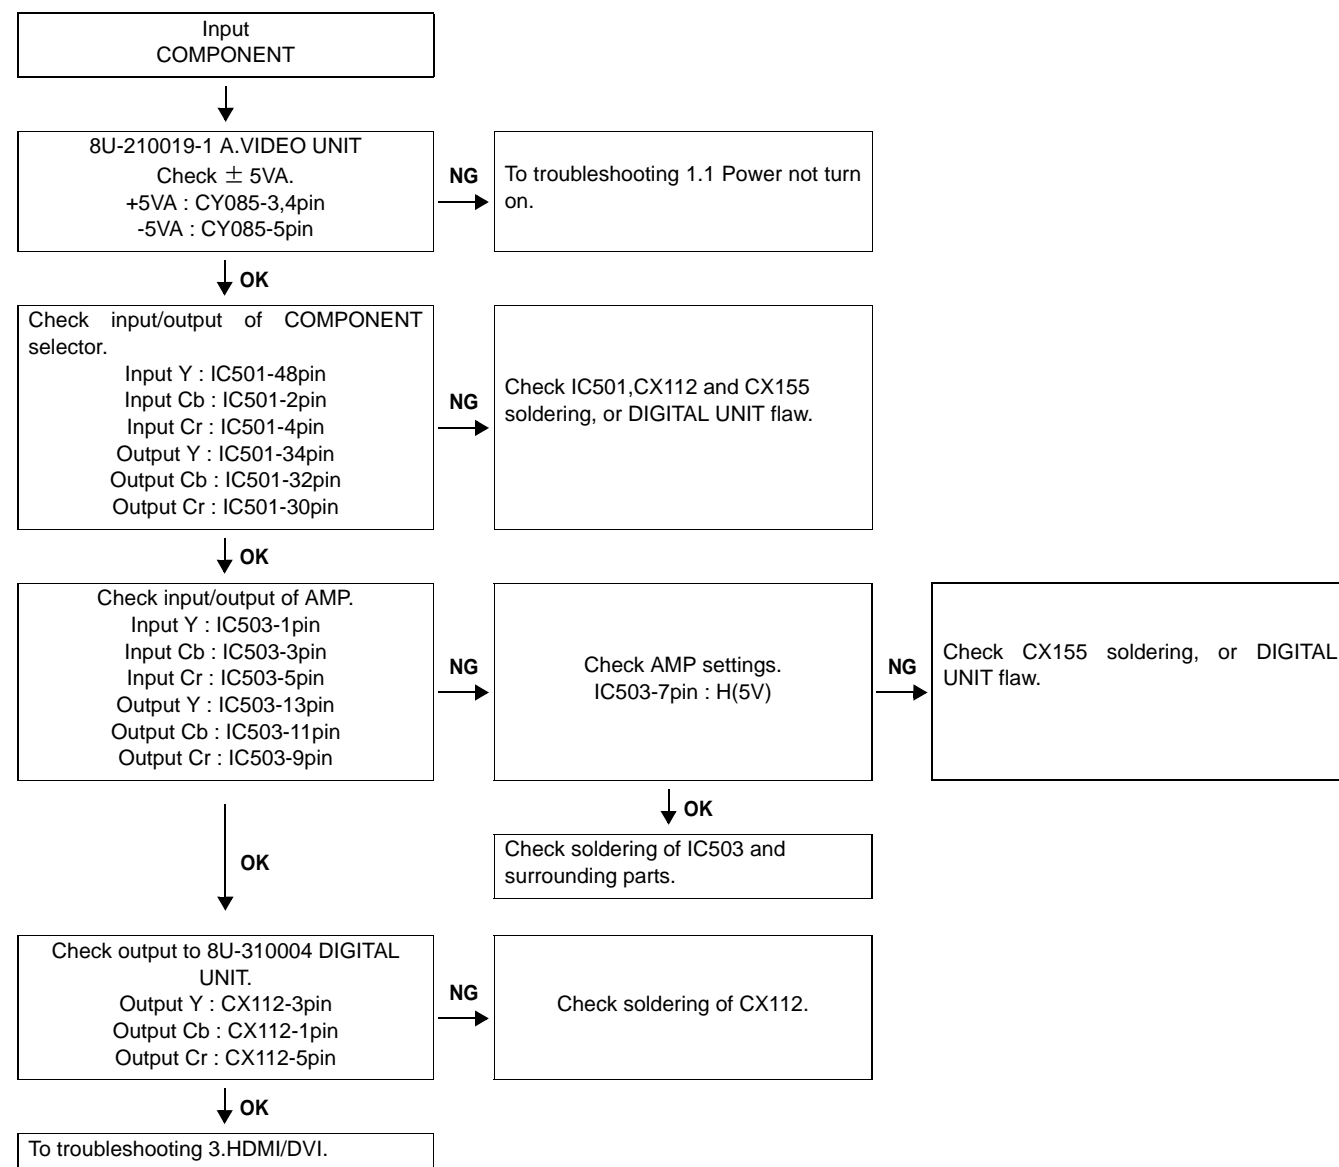 Input
COMPONENT
8U-210019-1 A.VIDEO UNIT
Check ± 5VA.
+5VA : CY085-3,4pin
-5VA : CY085-5pin
NG
To troubleshooting 1.1 Power not turn
on.
OK
Check input/output of COMPONENT
selector.
Input Y : IC501-48pin
Input Cb : IC501-2pin
Input Cr : IC501-4pin
Output Y : IC501-34pin
Output Cb : IC501-32pin
Output Cr : IC501-30pin
NG
Check IC501,CX112 and CX155
soldering, or DIGITAL UNIT flaw.
OK
Check input/output of AMP.
Input Y : IC503-1pin
Input Cb : IC503-3pin
Input Cr : IC503-5pin
Output Y : IC503-13pin
Output Cb : IC503-11pin
Output Cr : IC503-9pin
NG
Check AMP settings.
IC503-7pin : H(5V)
NG
Check CX155 soldering, or DIGITAL
UNIT flaw.
OK
Check soldering of IC503 and
surrounding parts.
OK
Check output to 8U-310004 DIGITAL
UNIT.
Output Y : CX112-3pin
Output Cb : CX112-1pin
Output Cr : CX112-5pin
NG
Check soldering of CX112.
OK
To troubleshooting 3.HDMI/DVI.